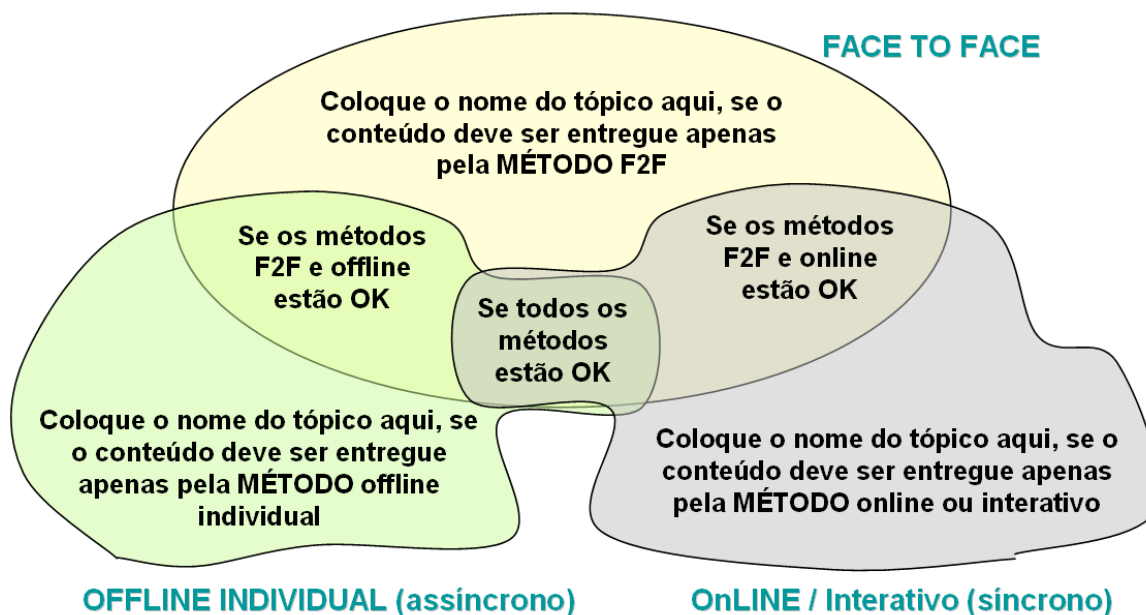 FACE TO FACE
Coloque o nome do tópico aqui, se o
conteúdo deve ser entregue apenas
pela MÉTODO F2F
Se os métodos
F2F e offline
estão OK
Se os métodos
F2F e online
estão OK
Se todos os
métodos
estão OK
Coloque o nome do tópico aqui, se
o conteúdo deve ser entregue
apenas pela MÉTODO offline
individual
Coloque o nome do tópico aqui, se o
conteúdo deve ser entregue apenas
pela MÉTODO online ou interativo
OFFLINE INDIVIDUAL (assíncrono)
OnLINE / Interativo (síncrono)